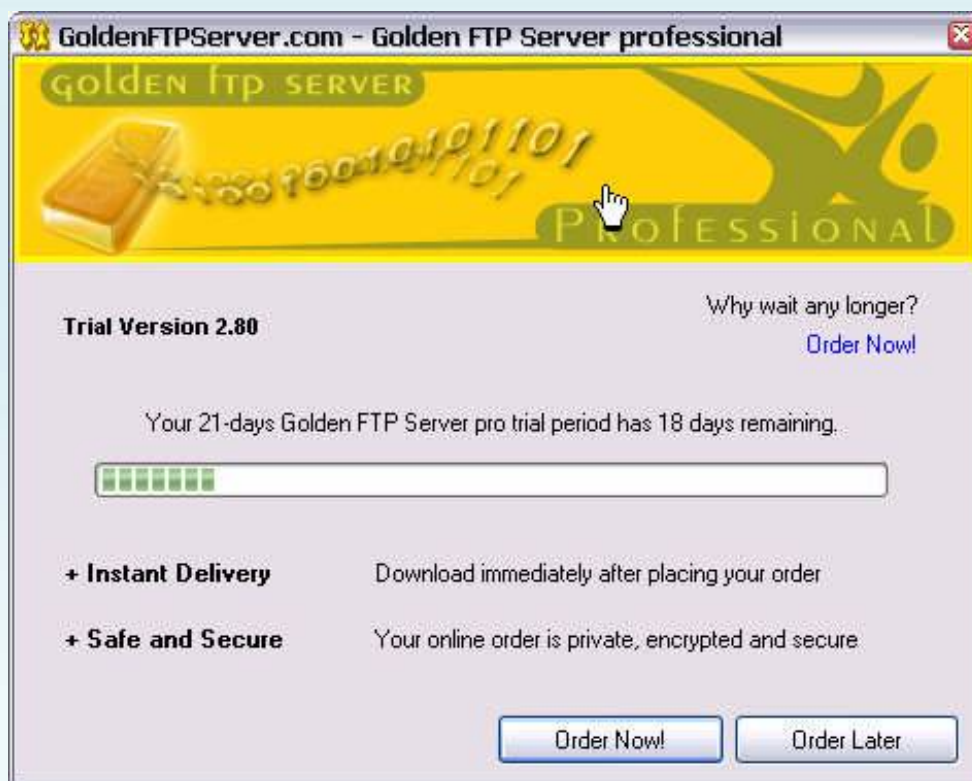 GoldenFTPServer.com - Golden FTP Server professional
GOLDEN FTP SERVER
Professional
Trial Version 2.80
Why wait any longer?
Order Now!
Your 21-days Golden FTP Server pro trial period has 18 days remaining.
+ Instant Delivery Download immediately after placing your order
+ Safe and Secure Your online order is private, encrypted and secure
Order Now! Order Later